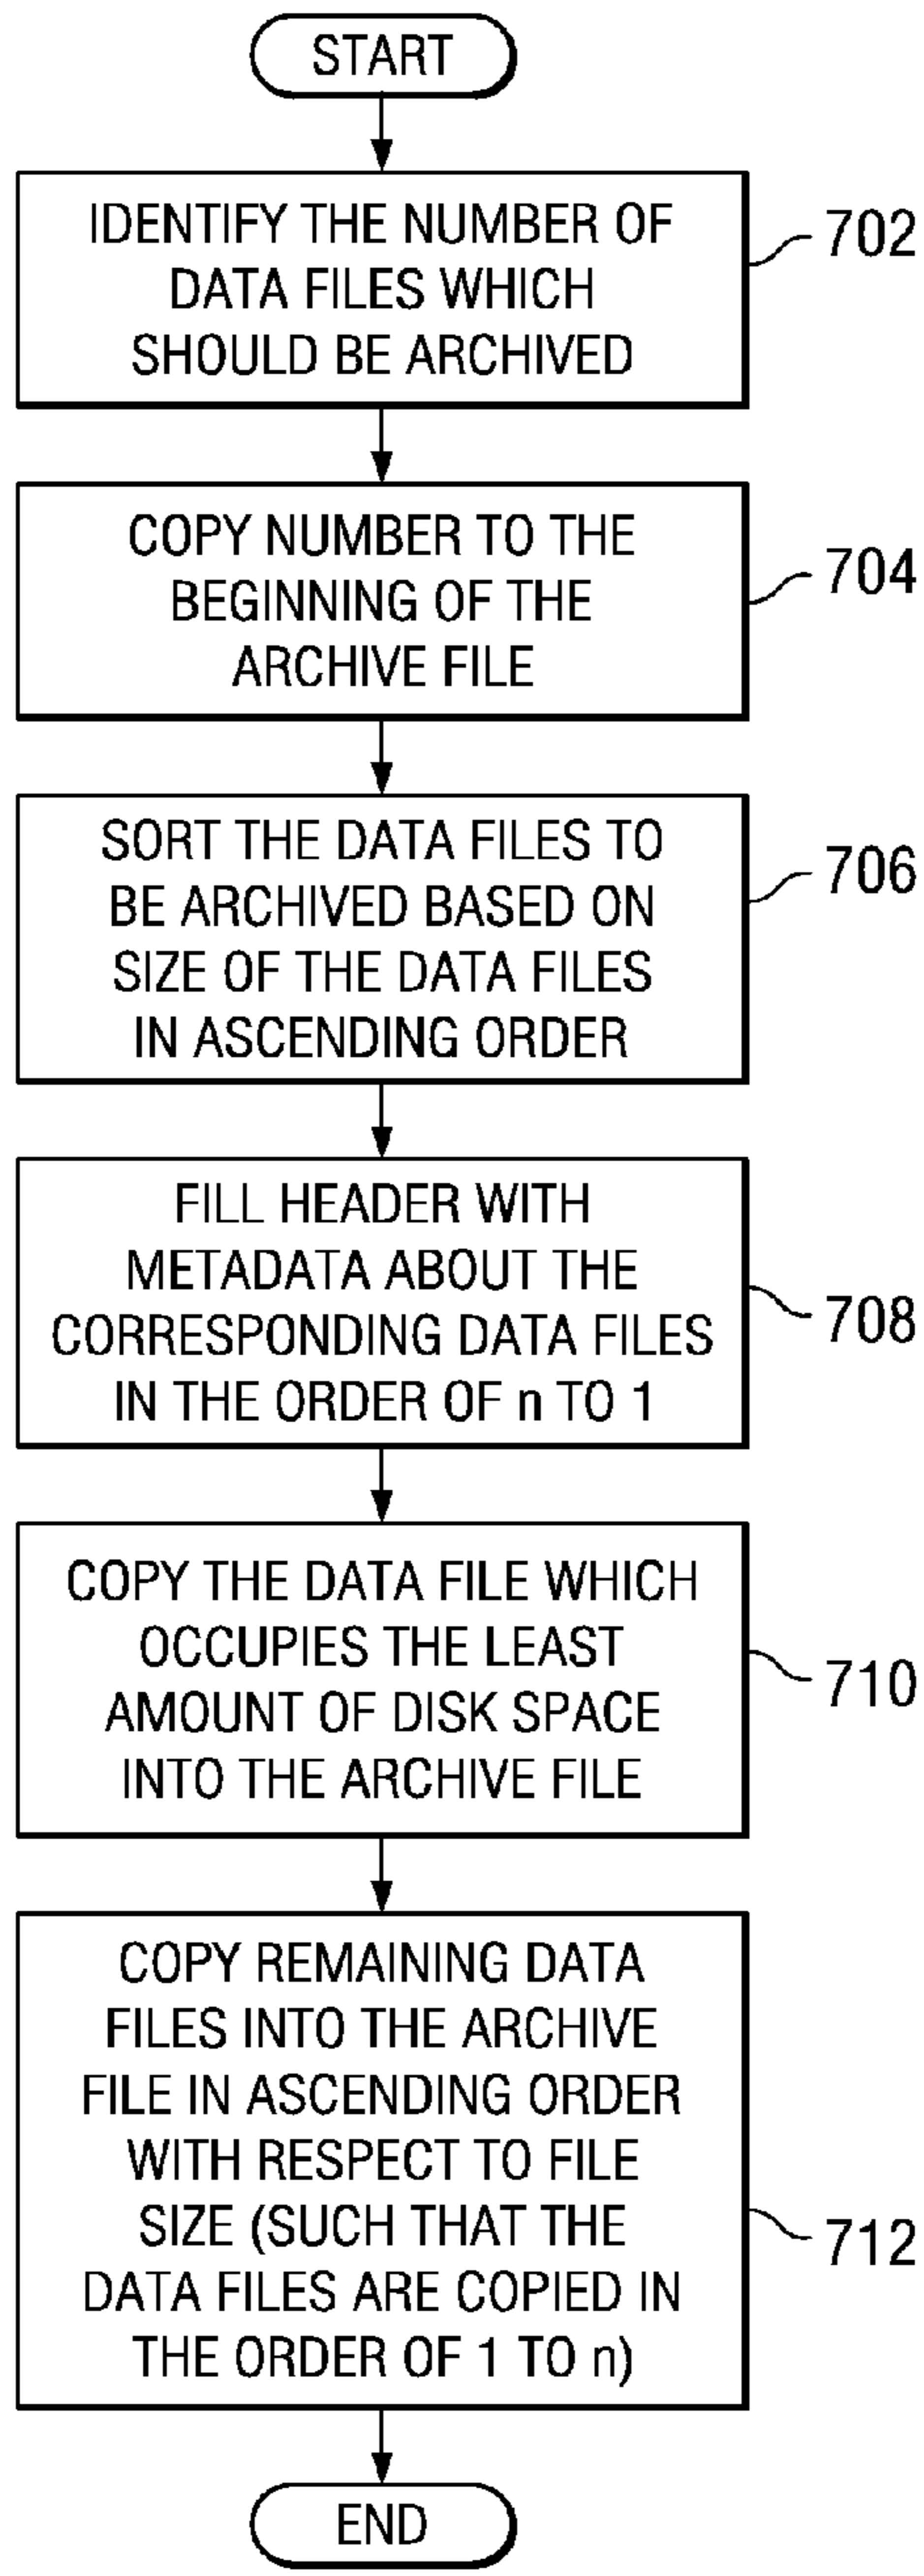 START
IDENTIFY THE NUMBER OF
DATA FILES WHICH
SHOULD BE ARCHIVED
702
COPY NUMBER TO THE
BEGINNING OF THE
ARCHIVE FILE
704
SORT THE DATA FILES TO
BE ARCHIVED BASED ON
SIZE OF THE DATA FILES
IN ASCENDING ORDER
706
FILL HEADER WITH
METADATA ABOUT THE
CORRESPONDING DATA FILES
IN THE ORDER OF n TO 1
708
COPY THE DATA FILE WHICH
OCCUPIES THE LEAST
AMOUNT OF DISK SPACE
INTO THE ARCHIVE FILE
710
COPY REMAINING DATA
FILES INTO THE ARCHIVE
FILE IN ASCENDING ORDER
WITH RESPECT TO FILE
SIZE (SUCH THAT THE
DATA FILES ARE COPIED IN
THE ORDER OF 1 TO n)
712
END